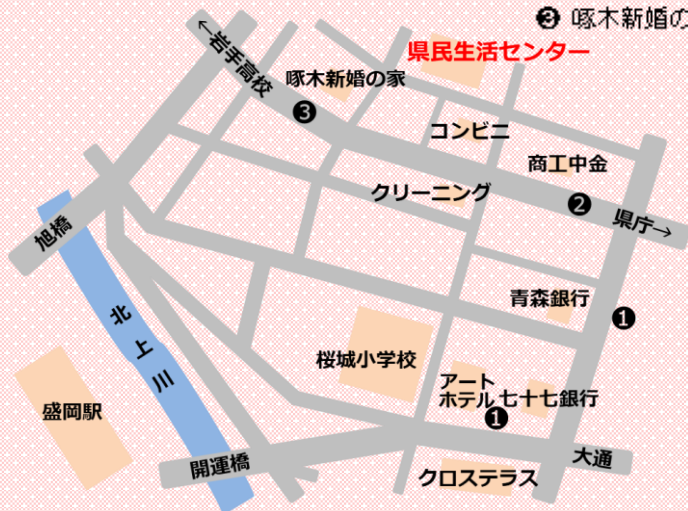 ❸ 啄木新婚の
←岩手高校
県民生活センター
啄木新婚の家
❸
コンビニ
商工中金
クリーニング
❷
県庁→
旭橋
青森銀行
❶
北上川
桜城小学校
アート
ホテル
七十七銀行
❶
盛岡駅
開運橋
大通
クロステラス